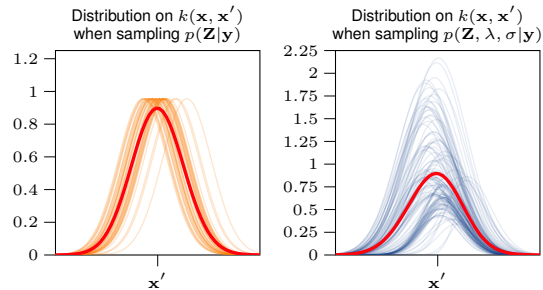 Distribution on k(x, x′)
when sampling p(Z|y)
1.2
1
0.8
0.6
0.4
0.2
0
x′
Distribution on k(x, x′)
when sampling p(Z, λ, σ|y)
2.25
2
1.75
1.5
1.25
1
0.75
0.5
0.25
0
x′